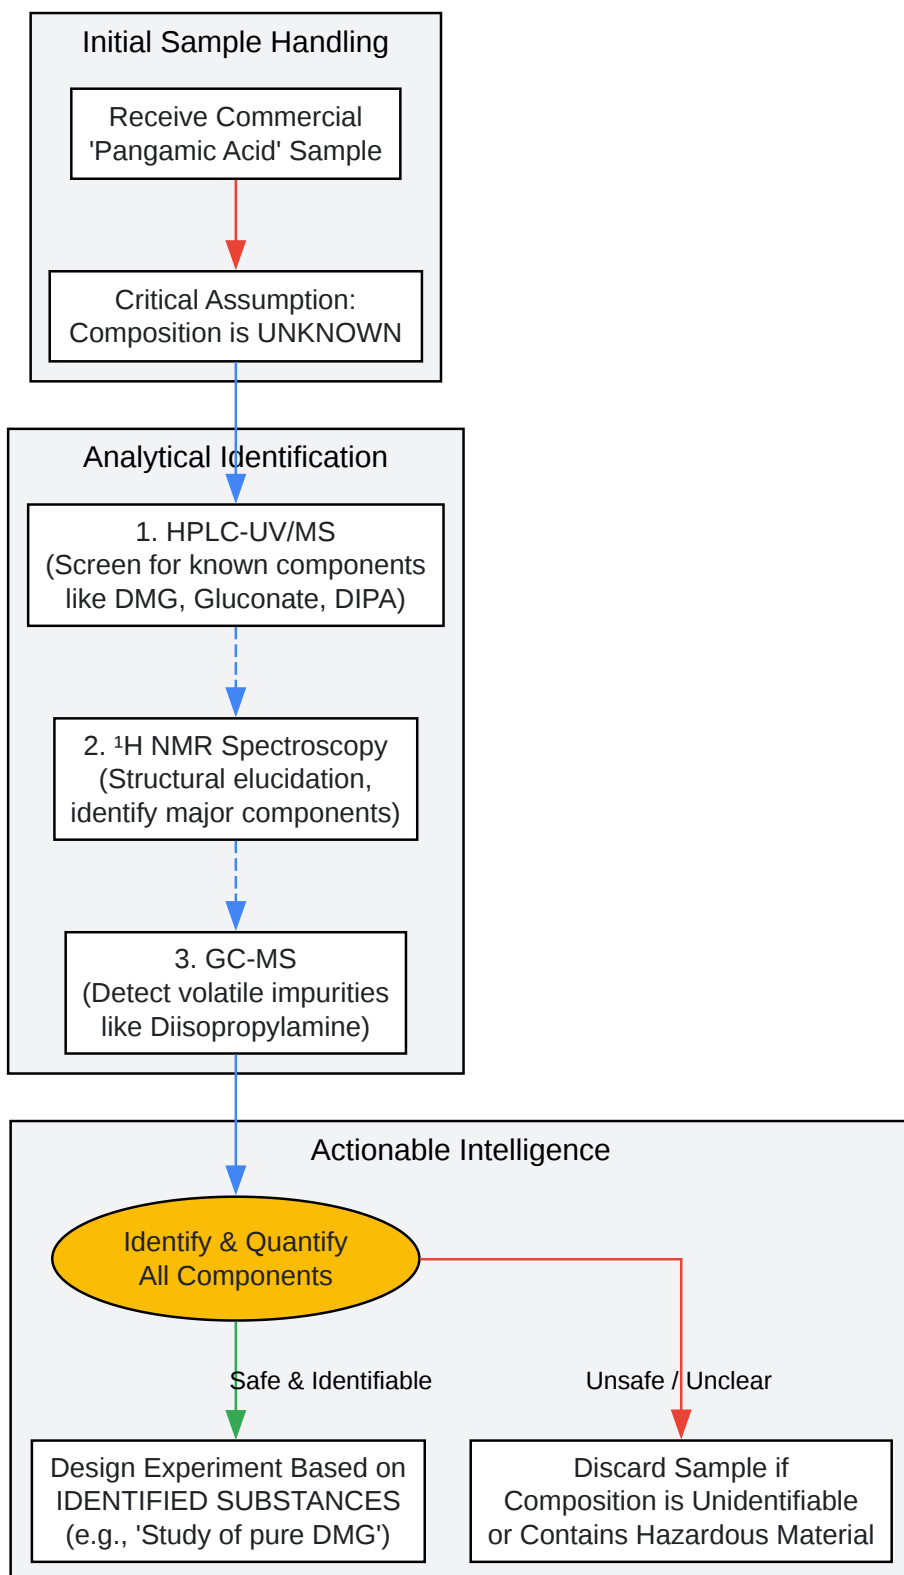 Initial Sample Handling
Receive Commercial
'Pangamic Acid' Sample
Critical Assumption:
Composition is UNKNOWN
Analytical Identification
1. HPLC-UV/MS
(Screen for known components
like DMG, Gluconate, DIPA)
2. ¹H NMR Spectroscopy
(Structural elucidation,
identify major components)
3. GC-MS
(Detect volatile impurities
like Diisopropylamine)
Actionable Intelligence
Identify & Quantify
All Components
Safe & Identifiable
Unsafe / Unclear
Design Experiment Based on
IDENTIFIED SUBSTANCES
(e.g., 'Study of pure DMG')
Discard Sample if
Composition is Unidentifiable
or Contains Hazardous Material